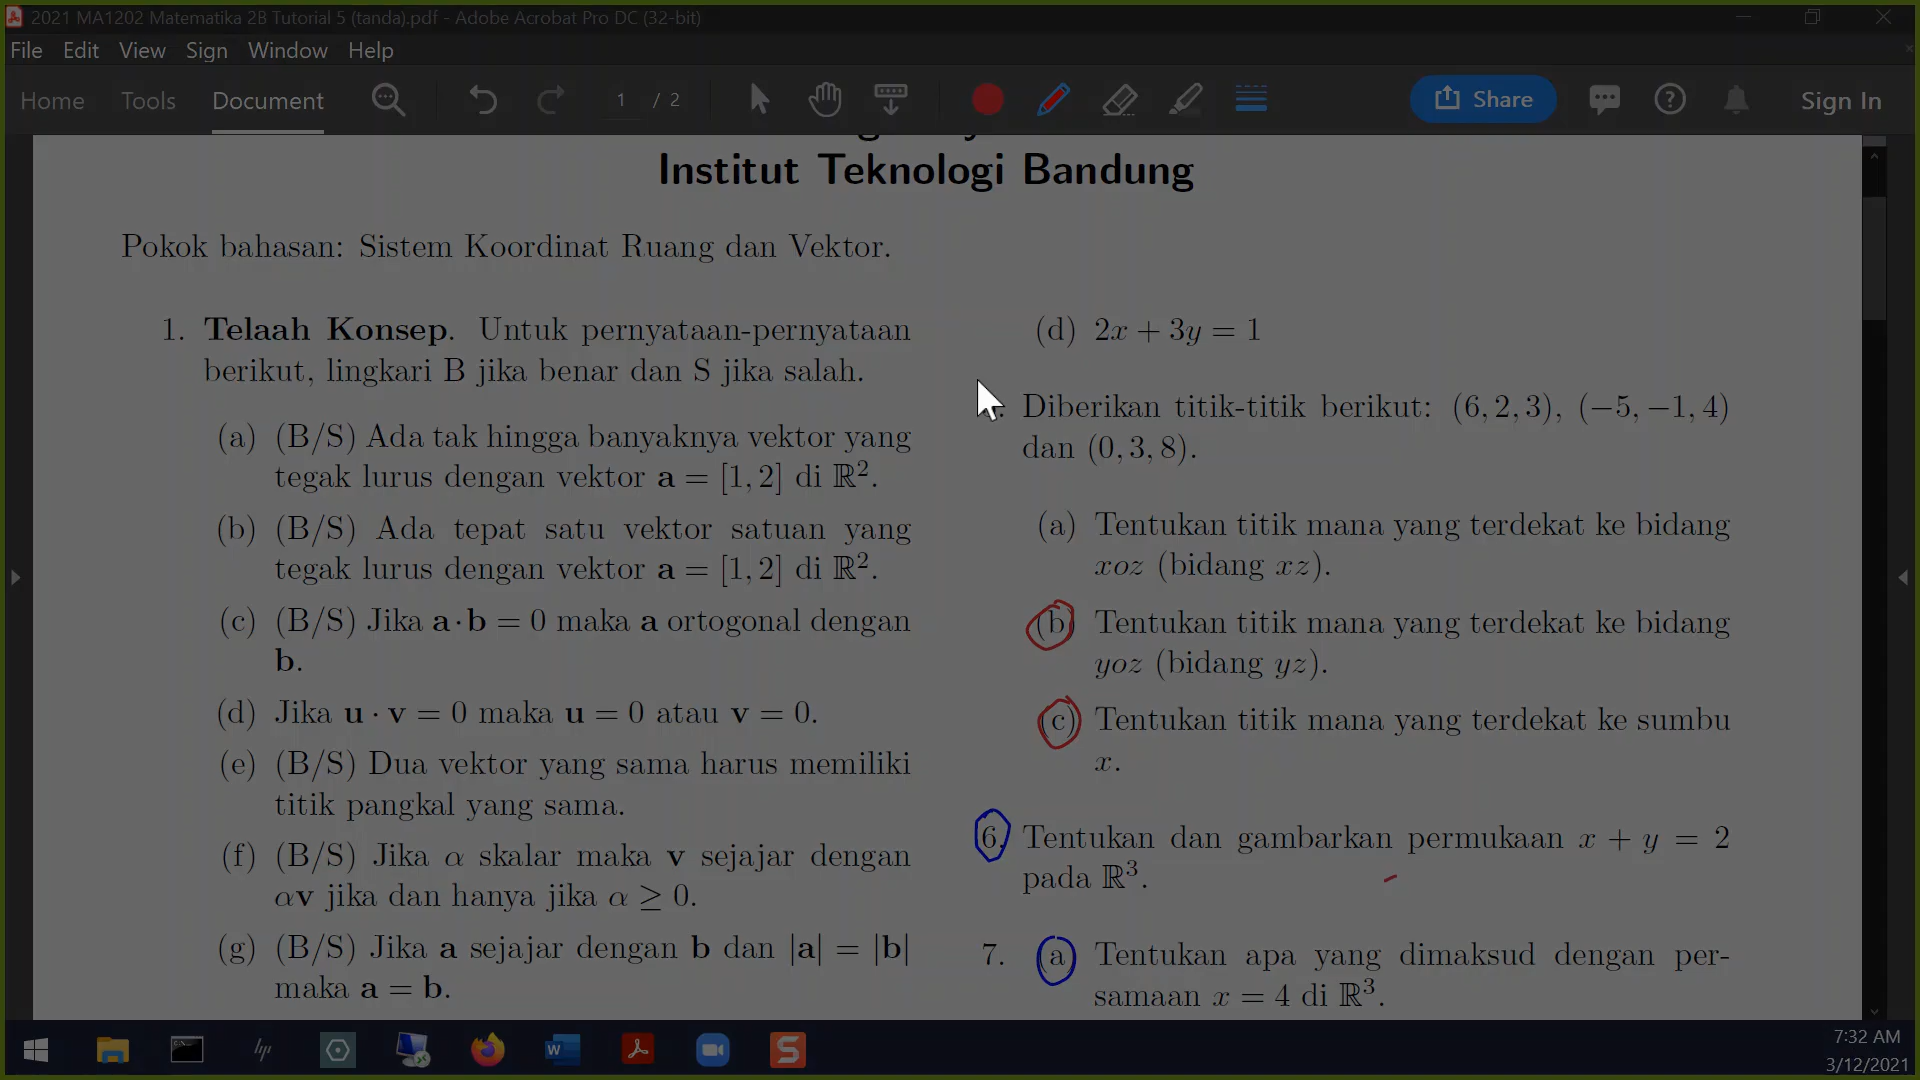 2021 MA1202 Matematika 2B Tutorial 5 (tanda).pdf - Adobe Acrobat Pro DC (32-bit)
File Edit View Sign Window Help
Home Tools Document 1 / 2 Share Sign In
Institut Teknologi Bandung
Pokok bahasan: Sistem Koordinat Ruang dan Vektor.
1. Telaah Konsep. Untuk pernyataan-pernyataan
berikut, lingkari B jika benar dan S jika salah.
(a) (B/S) Ada tak hingga banyaknya vektor yang
tegak lurus dengan vektor a = [1, 2] di ℝ².
(b) (B/S) Ada tepat satu vektor satuan yang
tegak lurus dengan vektor a = [1, 2] di ℝ².
(c) (B/S) Jika a · b = 0 maka a ortogonal dengan
b.
(d) Jika u · v = 0 maka u = 0 atau v = 0.
(e) (B/S) Dua vektor yang sama harus memiliki
titik pangkal yang sama.
(f) (B/S) Jika α skalar maka v sejajar dengan
αv jika dan hanya jika α ≥ 0.
(g) (B/S) Jika a sejajar dengan b dan |a| = |b|
maka a = b.
(d) 2x + 3y = 1
Diberikan titik-titik berikut: (6, 2, 3), (−5, −1, 4)
dan (0, 3, 8).
(a) Tentukan titik mana yang terdekat ke bidang
xoz (bidang xz).
(b) Tentukan titik mana yang terdekat ke bidang
yoz (bidang yz).
(c) Tentukan titik mana yang terdekat ke sumbu
x.
6. Tentukan dan gambarkan permukaan x + y = 2
pada ℝ³.
7. (a) Tentukan apa yang dimaksud dengan per-
samaan x = 4 di ℝ³.
7:32 AM
3/12/2021